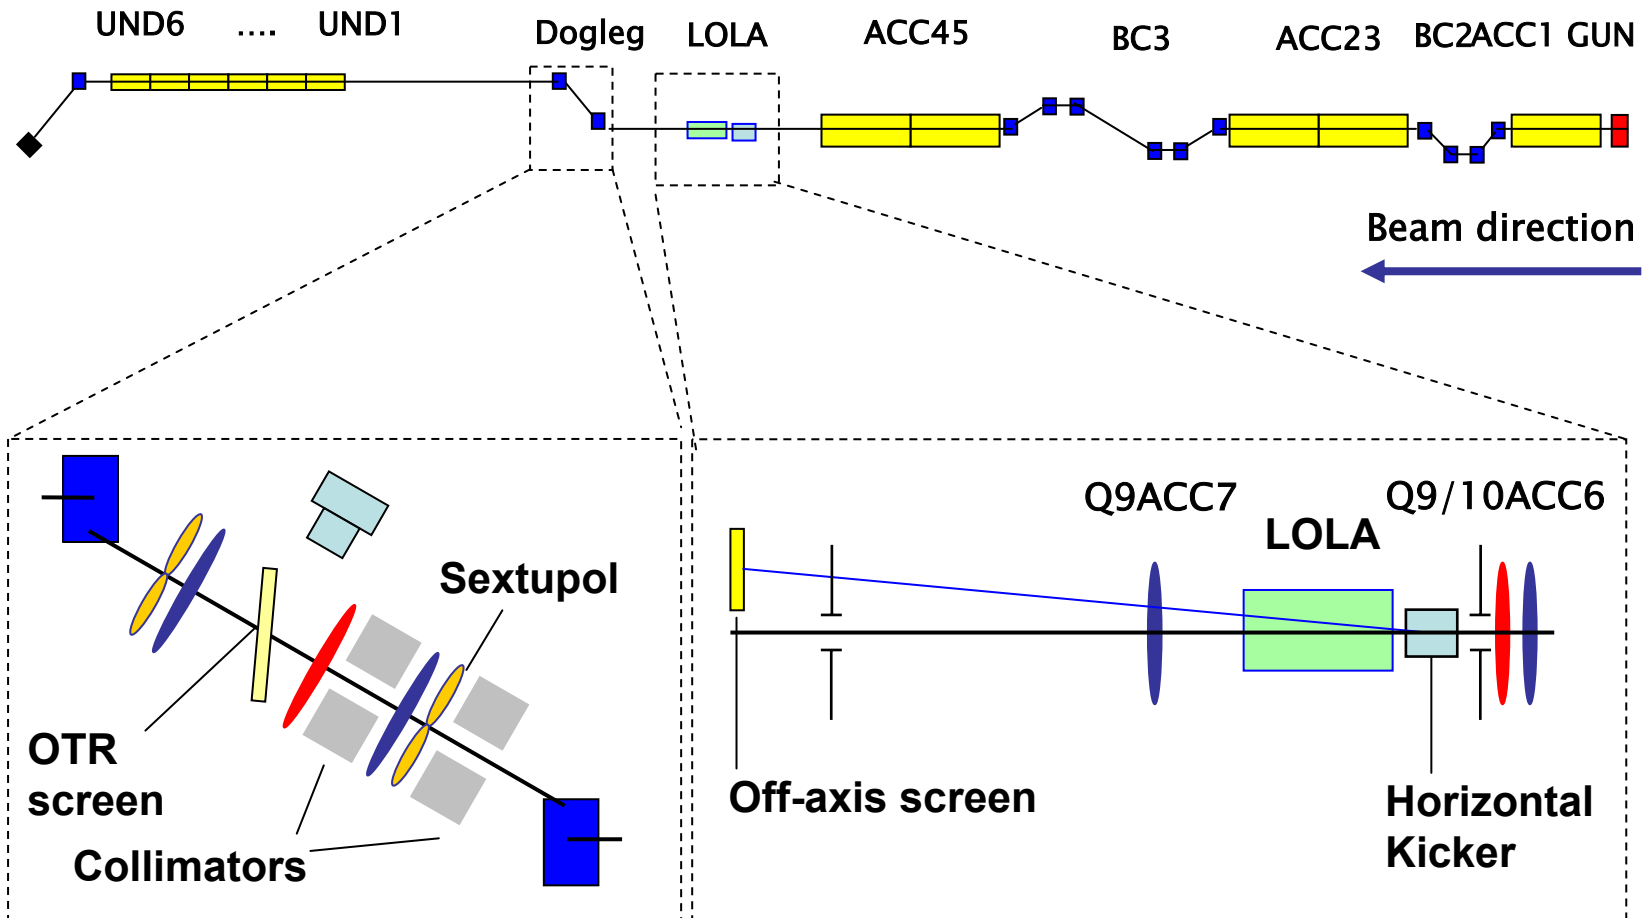 UND6 .... UND1 Dogleg LOLA ACC45 BC3 ACC23 BC2ACC1 GUN
Beam direction
Q9ACC7 Q9/10ACC6
LOLA
Sextupol
OTR
screen
Collimators
Off-axis screen
Horizontal
Kicker